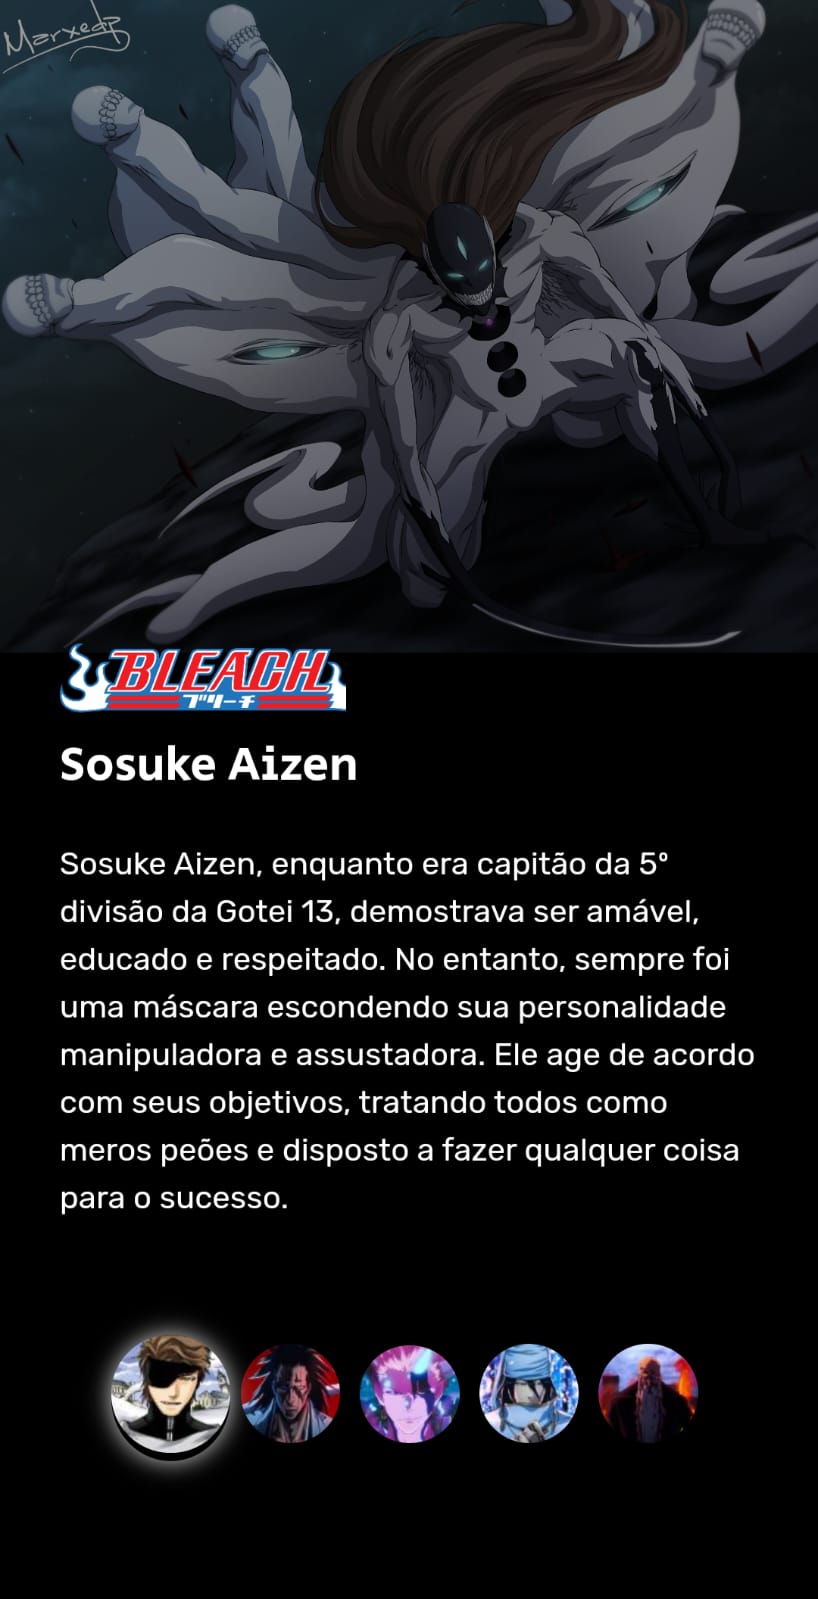 Marxedp
BLEACH
ブリーチ
Sosuke Aizen
Sosuke Aizen, enquanto era capitão da 5º
divisão da Gotei 13, demostrava ser amável,
educado e respeitado. No entanto, sempre foi
uma máscara escondendo sua personalidade
manipuladora e assustadora. Ele age de acordo
com seus objetivos, tratando todos como
meros peões e disposto a fazer qualquer coisa
para o sucesso.